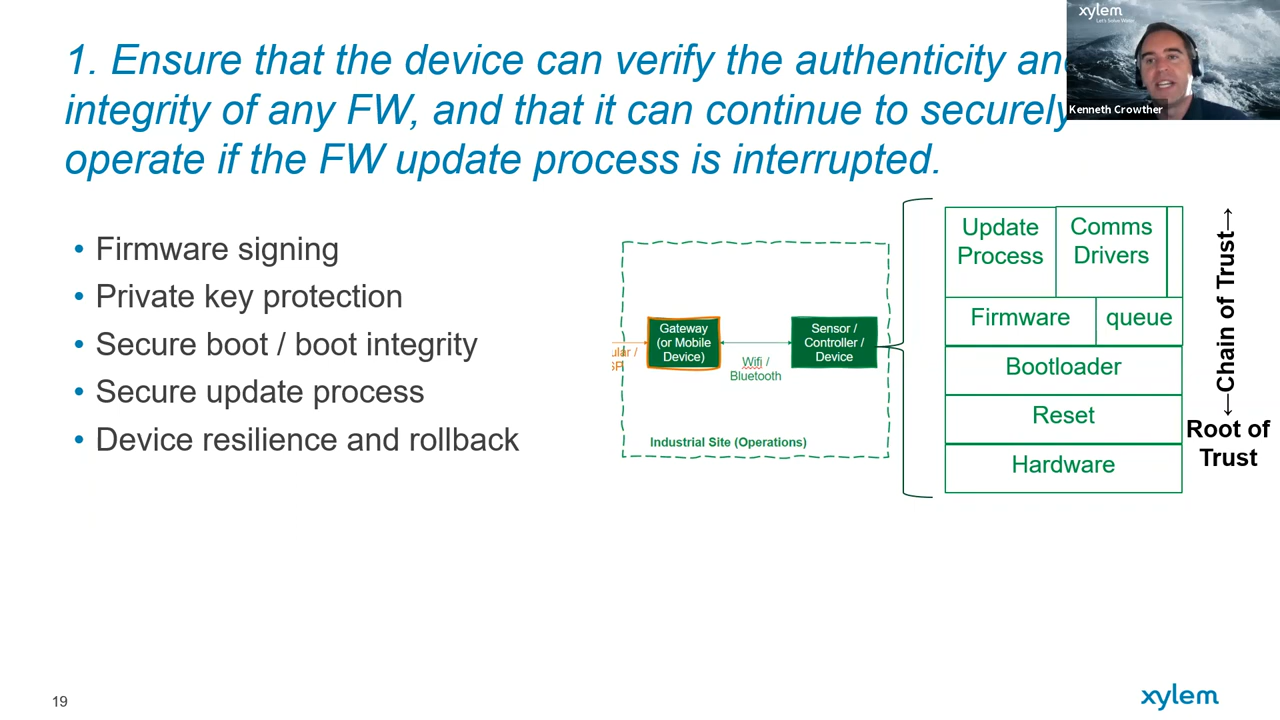 xylem
Let's Solve Water
Kenneth Crowther
1. Ensure that the device can verify the authenticity and
integrity of any FW, and that it can continue to securely
operate if the FW update process is interrupted.
• Firmware signing
• Private key protection
• Secure boot / boot integrity
• Secure update process
• Device resilience and rollback
Gateway
(or Mobile
Device)
Wifi /
Bluetooth
Sensor /
Controller /
Device
Industrial Site (Operations)
Update
Process
Comms
Drivers
Firmware
queue
Bootloader
Reset
Hardware
←Chain of Trust→
Root of
Trust
19
xylem